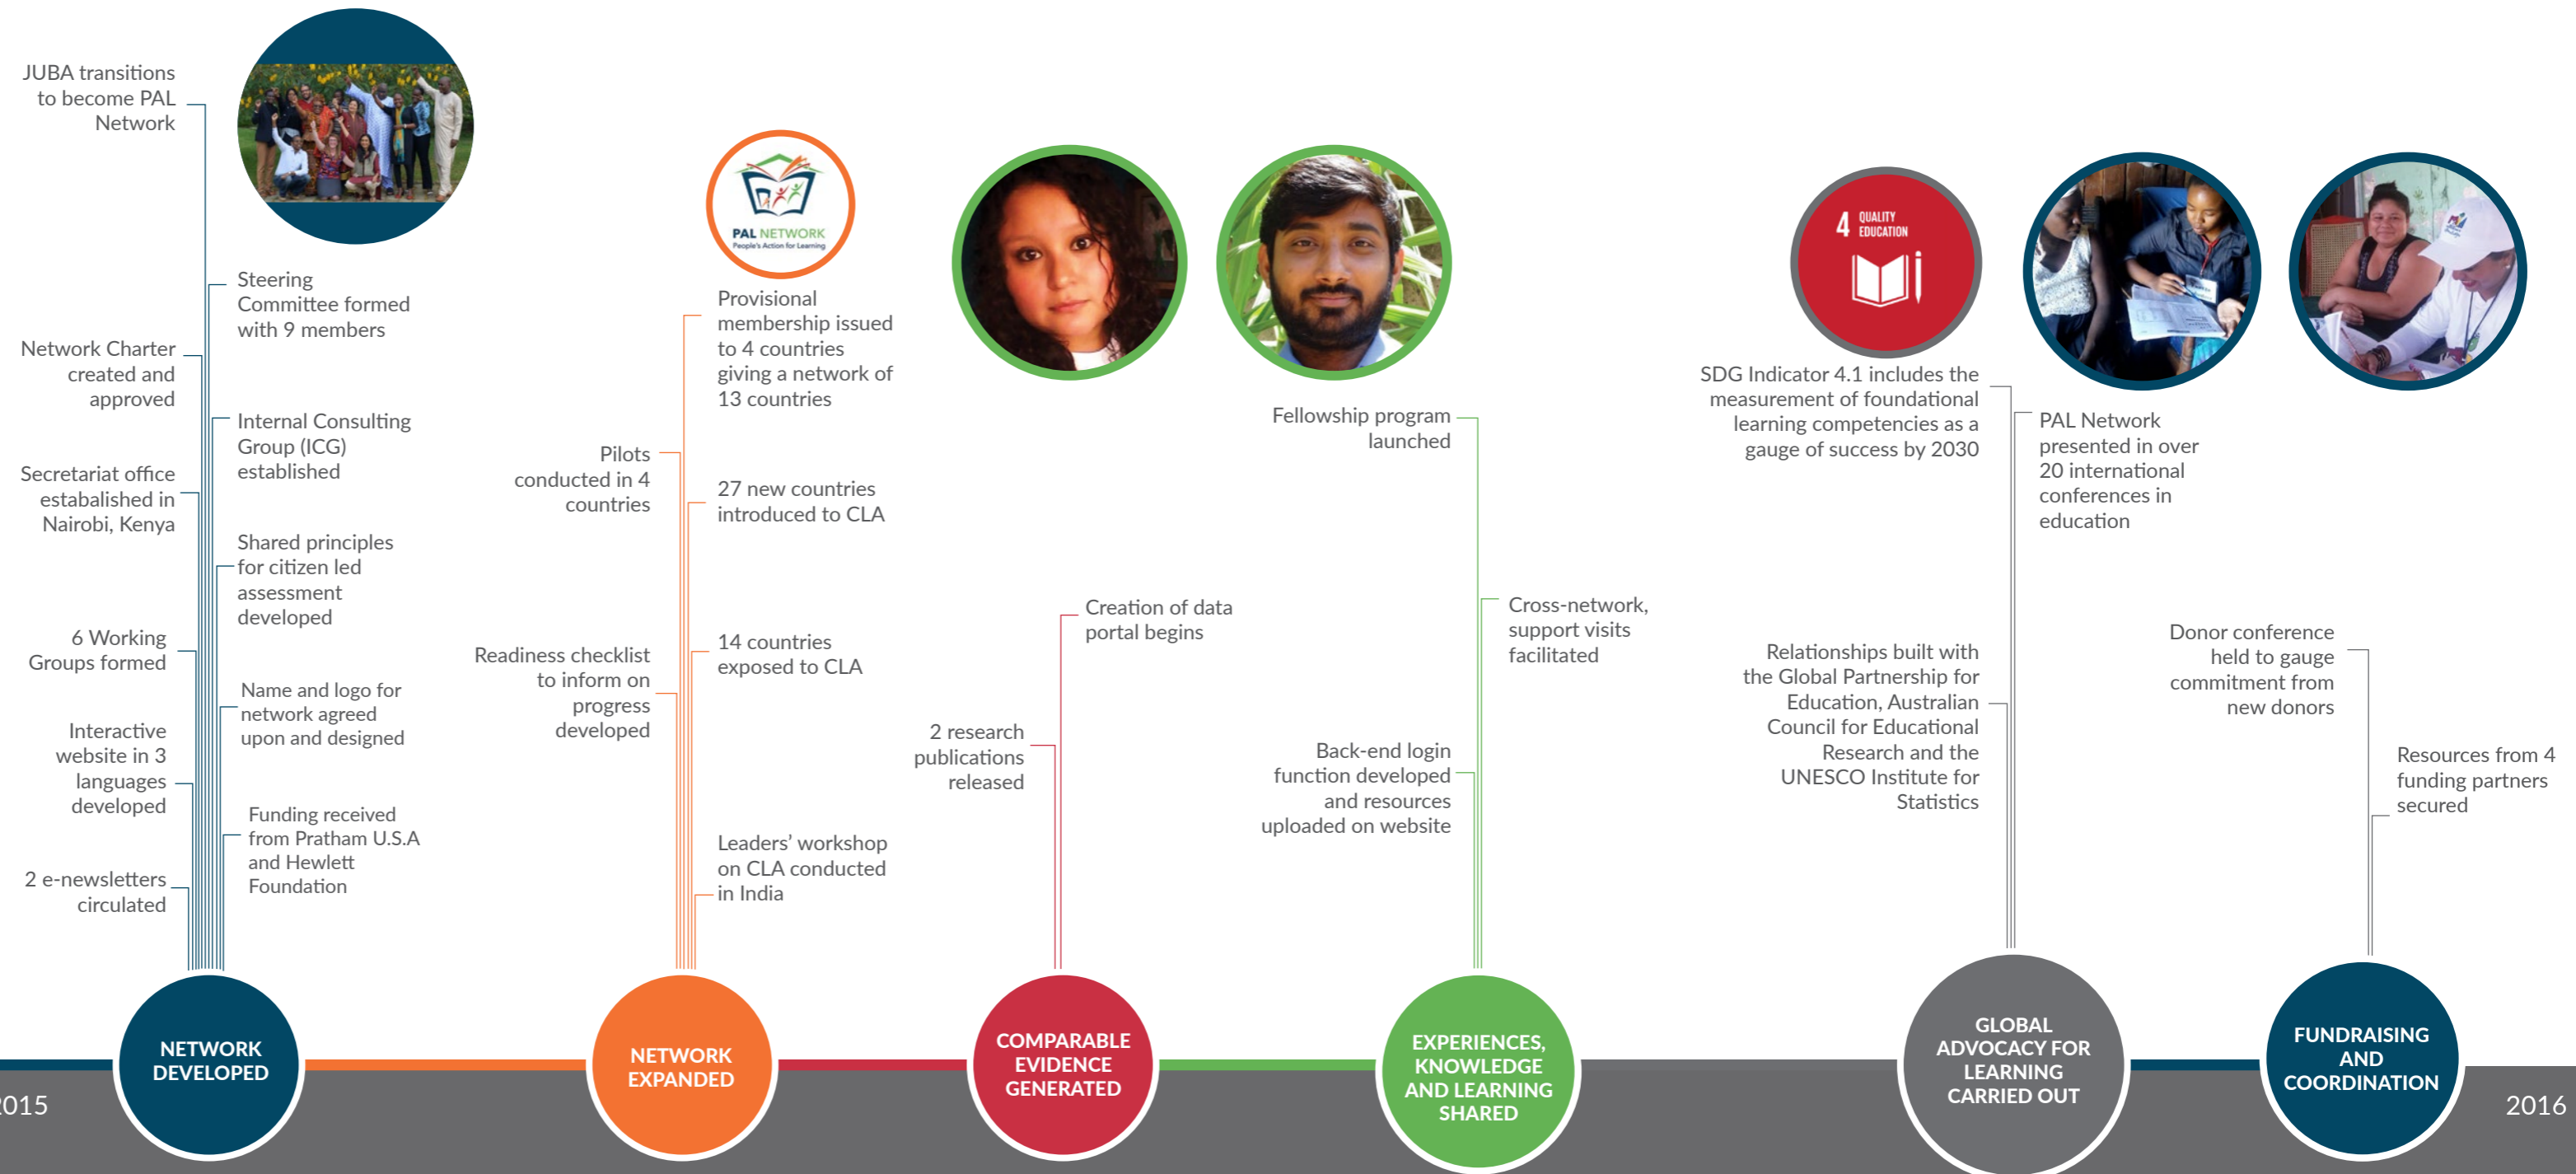 JUBA transitions
to become PAL
Network
Steering
Committee formed
with 9 members
Network Charter
created and
approved
Internal Consulting
Group (ICG)
established
Secretariat office
estabalished in
Nairobi, Kenya
Shared principles
for citizen led
assessment
developed
6 Working
Groups formed
Name and logo for
network agreed
upon and designed
Interactive
website in 3
languages
developed
Funding received
from Pratham U.S.A
and Hewlett
Foundation
2 e-newsletters
circulated
NETWORK
DEVELOPED
PAL NETWORK
People's Action for Learning
Provisional
membership issued
to 4 countries
giving a network of
13 countries
Pilots
conducted in 4
countries
27 new countries
introduced to CLA
14 countries
exposed to CLA
Readiness checklist
to inform on
progress
developed
Leaders' workshop
on CLA conducted
in India
NETWORK
EXPANDED
Creation of data
portal begins
2 research
publications
released
COMPARABLE
EVIDENCE
GENERATED
Fellowship program
launched
Cross-network,
support visits
facilitated
Back-end login
function developed
and resources
uploaded on website
EXPERIENCES,
KNOWLEDGE
AND LEARNING
SHARED
4 QUALITY
EDUCATION
SDG Indicator 4.1 includes the
measurement of foundational
learning competencies as a
gauge of success by 2030
PAL Network
presented in over
20 international
conferences in
education
Relationships built with
the Global Partnership for
Education, Australian
Council for Educational
Research and the
UNESCO Institute for
Statistics
GLOBAL
ADVOCACY FOR
LEARNING
CARRIED OUT
Donor conference
held to gauge
commitment from
new donors
Resources from 4
funding partners
secured
FUNDRAISING
AND
COORDINATION
2015
2016